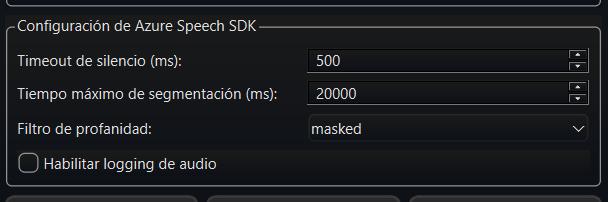 Configuración de Azure Speech SDK
Timeout de silencio (ms): 500
Tiempo máximo de segmentación (ms): 20000
Filtro de profanidad: masked
Habilitar logging de audio